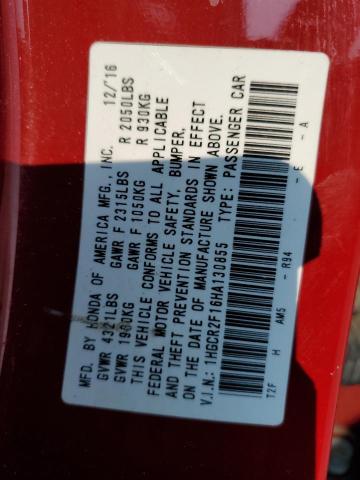 MFD. BY HONDA OF AMERICA MFG., INC. 12/'16
GVWR 4321LBS GAWR F 2315LBS R 2050LBS
GVWR 1960KG GAWR F 1050KG R 930KG
THIS VEHICLE CONFORMS TO ALL APPLICABLE
FEDERAL MOTOR VEHICLE SAFETY, BUMPER,
AND THEFT PREVENTION STANDARDS IN EFFECT
ON THE DATE OF MANUFACTURE SHOWN ABOVE.
V.I.N.: 1HGCR2F16HA130855 TYPE: PASSENGER CAR
T2F H AM5 - R94 - E - A